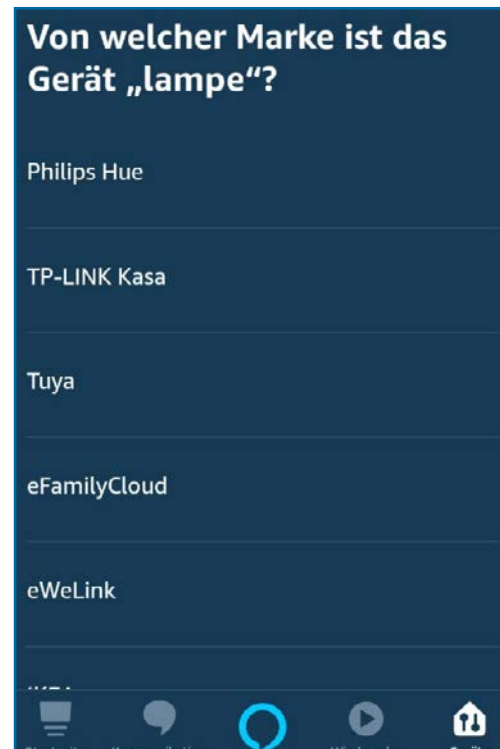 Von welcher Marke ist das
Gerät „lampe“?
Philips Hue
TP-LINK Kasa
Tuya
eFamilyCloud
eWeLink